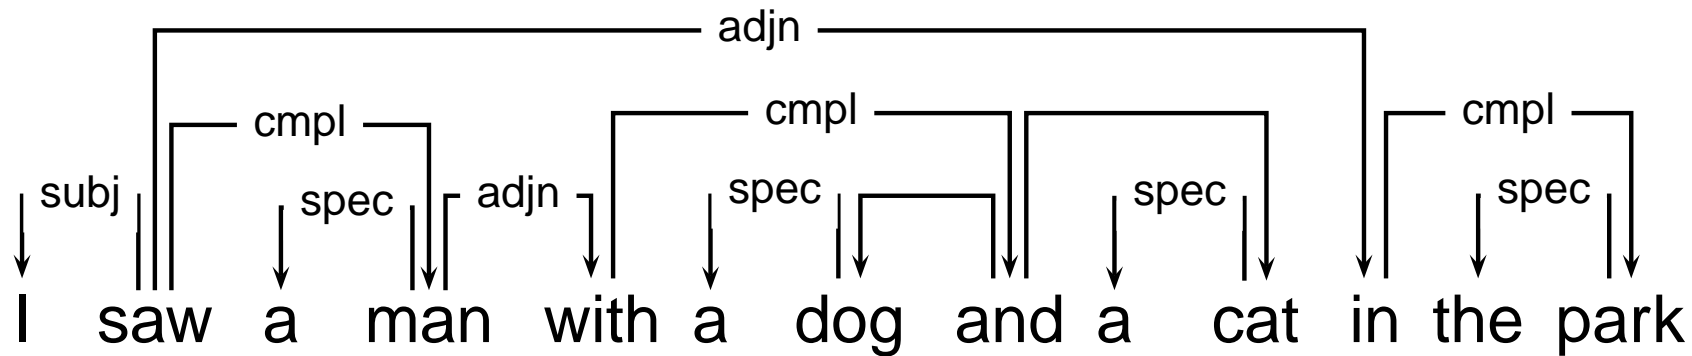 adjn
cmpl cmpl cmpl
subj spec adjn spec spec spec
I saw a man with a dog and a cat in the park